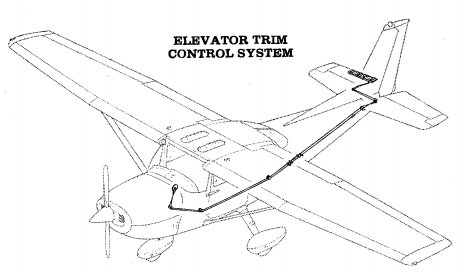 ELEVATOR TRIM
CONTROL SYSTEM